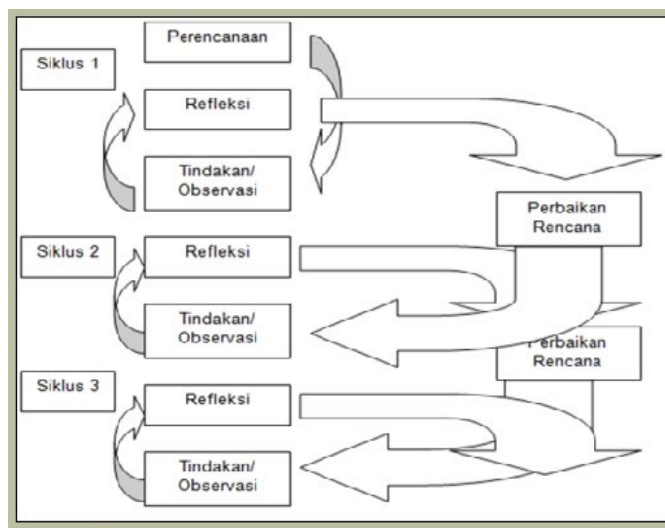 Perencanaan
Siklus 1
Refleksi
Tindakan/
Observasi
Perbaikan
Rencana
Siklus 2
Refleksi
Tindakan/
Observasi
Perbaikan
Rencana
Siklus 3
Refleksi
Tindakan/
Observasi